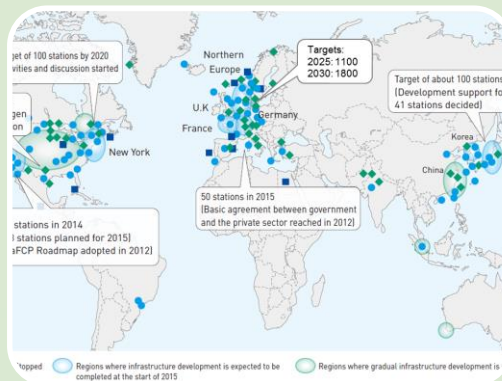 get of 100 stations by 2020
vities and discussion started
gen
on
New York
Northern
Europe
U.K
France
Germany
Targets:
2025: 1100
2030: 1800
50 stations in 2015
(Basic agreement between government
and the private sector reached in 2012)
Target of about 100 stations
(Development support fo
41 stations decided)
Korea
China
stations in 2014
stations planned for 2015)
aFCP Roadmap adopted in 2012)
topped
Regions where infrastructure development is expected to be
completed at the start of 2015
Regions where gradual infrastructure development is